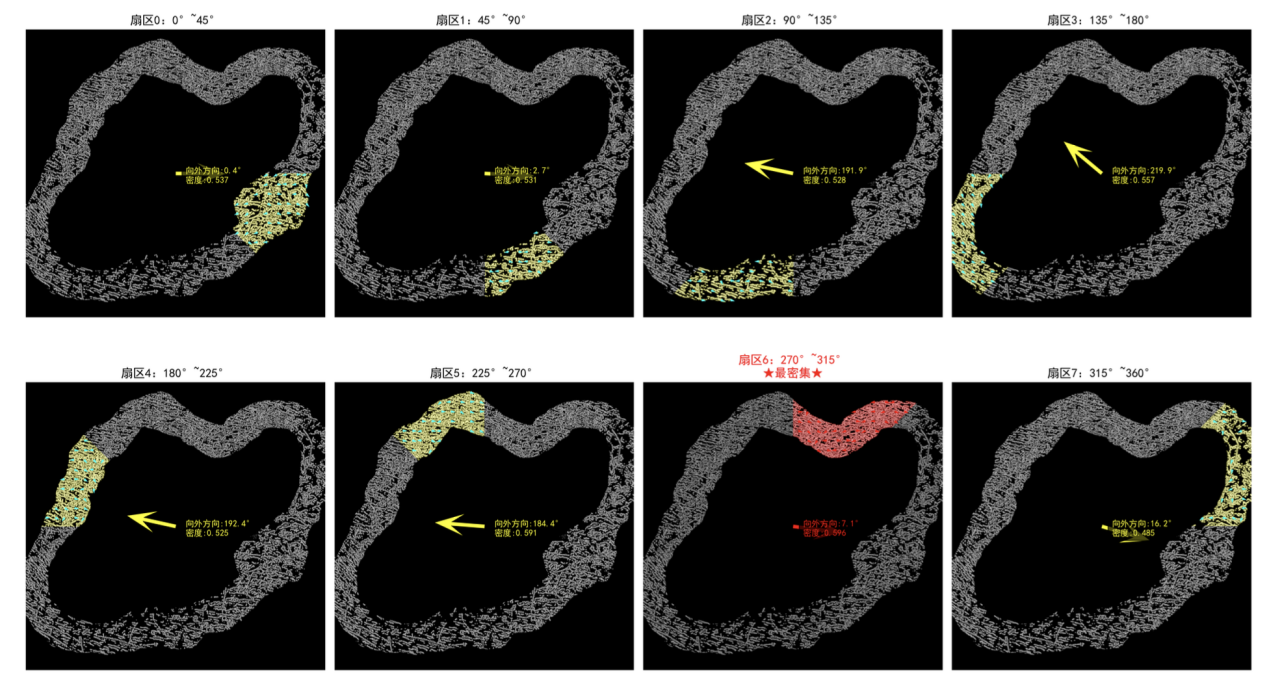 扇区0: 0° ~45°
扇区1: 45° ~90°
扇区2: 90° ~135°
扇区3: 135° ~180°
向外方向:0.4°
密度:0.537
向外方向:2.7°
密度:0.531
向外方向:191.9°
密度:0.528
向外方向:219.9°
密度:0.557
扇区4: 180° ~225°
扇区5: 225° ~270°
扇区6: 270° ~315°
★最密集★
扇区7: 315° ~360°
向外方向:192.4°
密度:0.525
向外方向:184.4°
密度:0.591
向外方向:7.1°
密度:0.596
向外方向:16.2°
密度:0.485